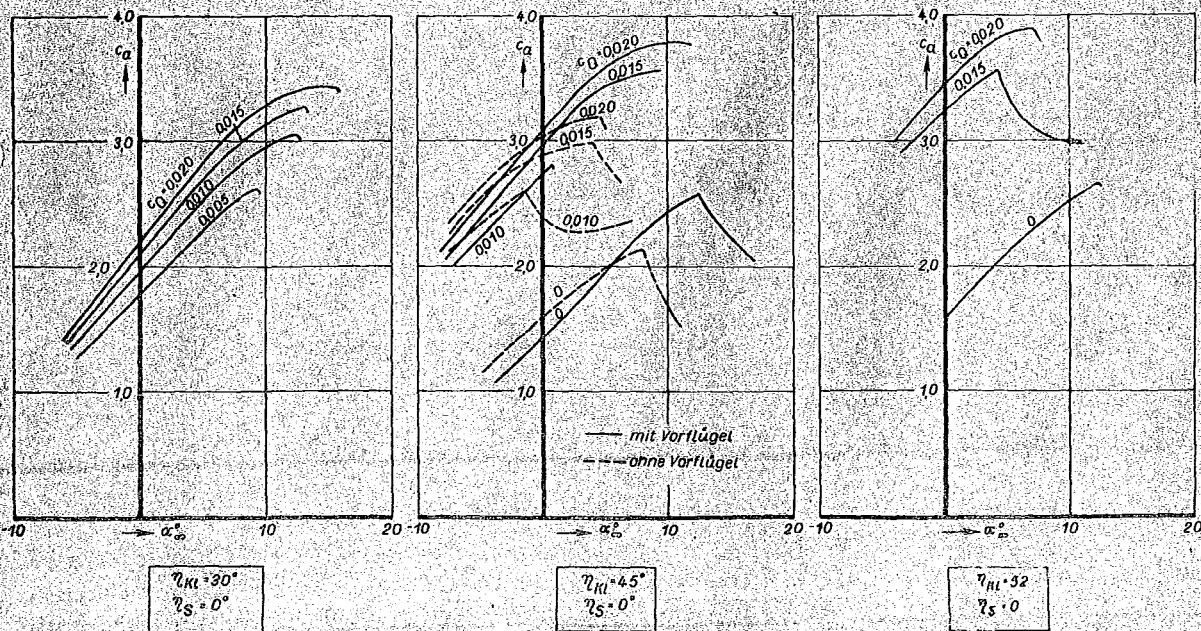 4,0
c_a
c_Q=0.020
0.015
0.010
0.005
3,0
2,0
1,0
-10
α°∞
10
20
η_Kl=30°
η_S=0°
4,0
c_a
c_Q=0.020
0.015
0.020
0.015
3,0
0.010
0.010
2,0
0
0
1,0
mit Vorflügel
ohne Vorflügel
-10
α°∞
10
20
η_Kl=45°
η_S=0°
4,0
c_a
c_Q=0.020
0.015
3,0
0
2,0
1,0
-10
α°∞
10
20
η_Kl=52
η_S=0